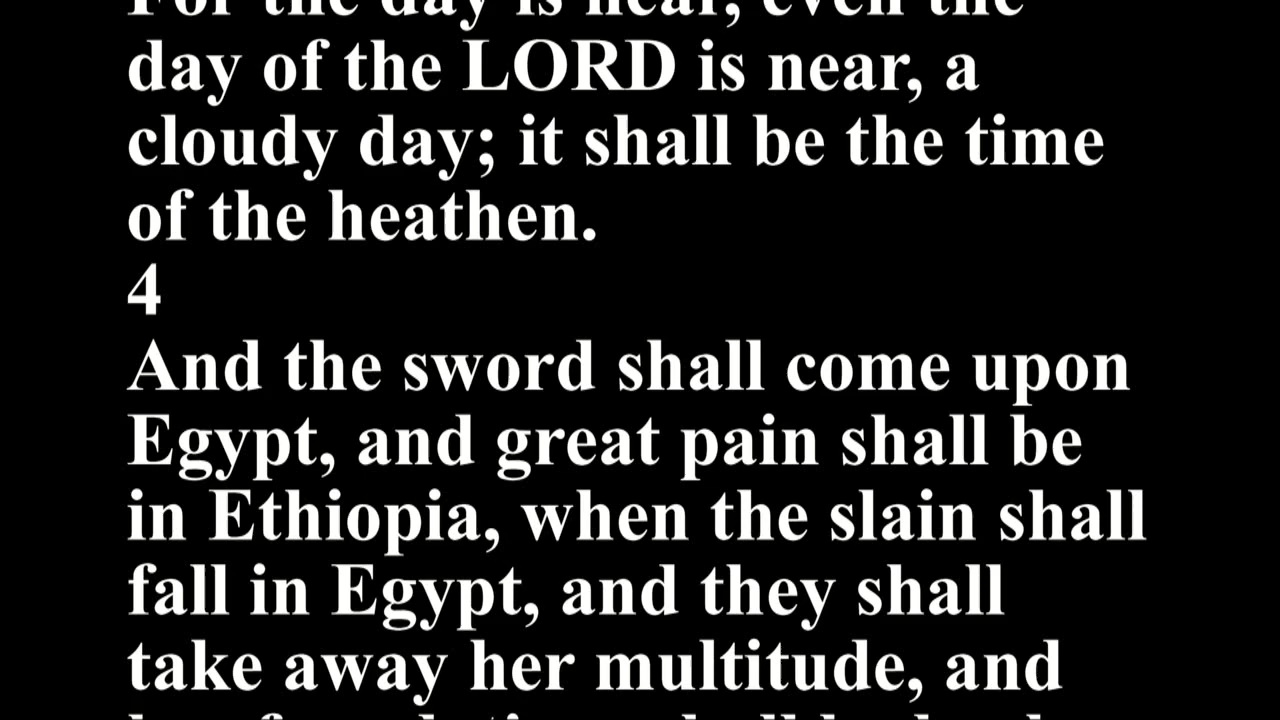 For the day is near, even the
day of the LORD is near, a
cloudy day; it shall be the time
of the heathen.
4
And the sword shall come upon
Egypt, and great pain shall be
in Ethiopia, when the slain shall
fall in Egypt, and they shall
take away her multitude, and